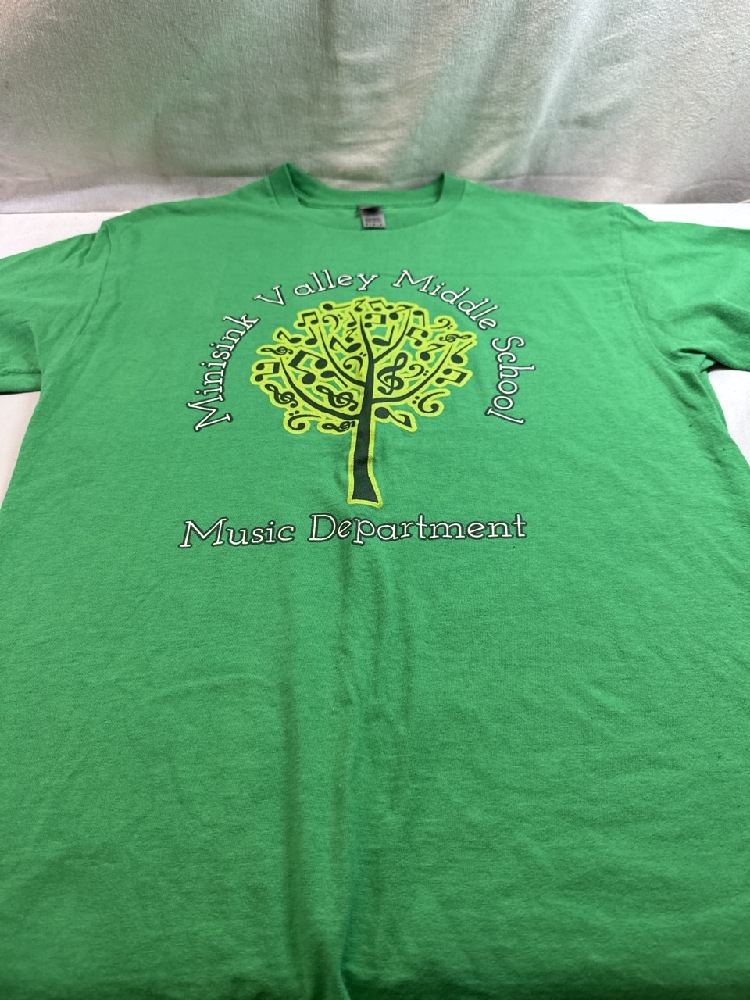 Minisink Valley Middle School
Music Department